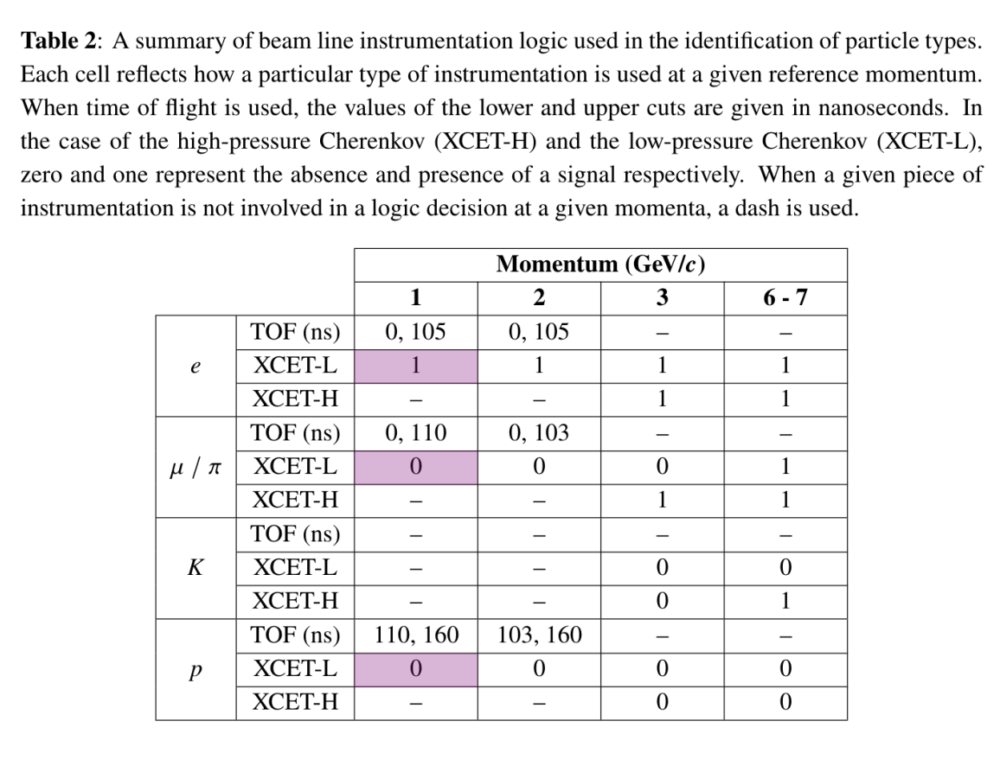 Table 2: A summary of beam line instrumentation logic used in the identification of particle types.
Each cell reflects how a particular type of instrumentation is used at a given reference momentum.
When time of flight is used, the values of the lower and upper cuts are given in nanoseconds. In
the case of the high-pressure Cherenkov (XCET-H) and the low-pressure Cherenkov (XCET-L),
zero and one represent the absence and presence of a signal respectively. When a given piece of
instrumentation is not involved in a logic decision at a given momenta, a dash is used.
Momentum (GeV/c)
1 2 3 6 - 7
TOF (ns) 0, 105 0, 105 – –
e XCET-L 1 1 1 1
XCET-H – – 1 1
TOF (ns) 0, 110 0, 103 – –
μ / π XCET-L 0 0 0 1
XCET-H – – 1 1
TOF (ns) – – – –
K XCET-L – – 0 0
XCET-H – – 0 1
TOF (ns) 110, 160 103, 160 – –
p XCET-L 0 0 0 0
XCET-H – – 0 0